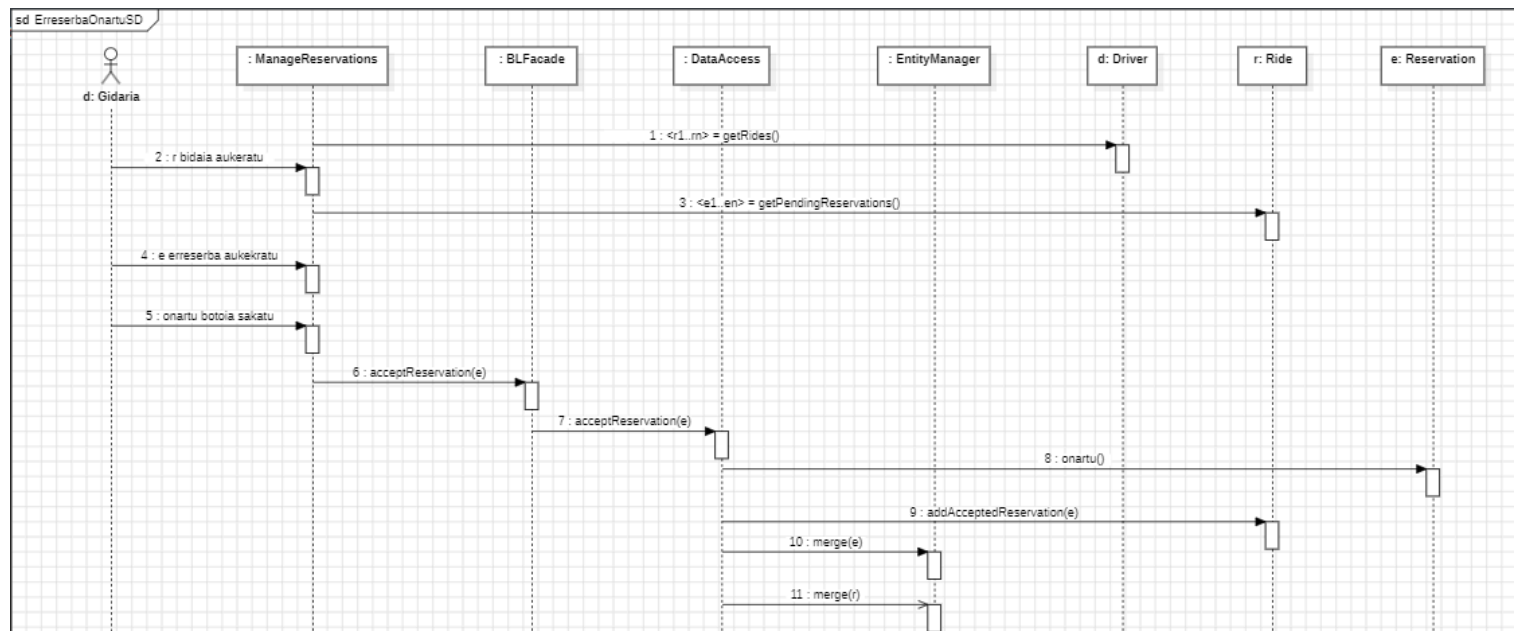 sd ErreserbaOnartuSD
: ManageReservations
: BLFacade
: DataAccess
: EntityManager
d: Driver
r: Ride
e: Reservation
d: Gidaria
1 : <r1..rn> = getRides()
2 : r bidaia aukeratu
3 : <e1..en> = getPendingReservations()
4 : e erreserba aukekratu
5 : onartu botoia sakatu
6 : acceptReservation(e)
7 : acceptReservation(e)
8 : onartu()
9 : addAcceptedReservation(e)
10 : merge(e)
11 : merge(r)